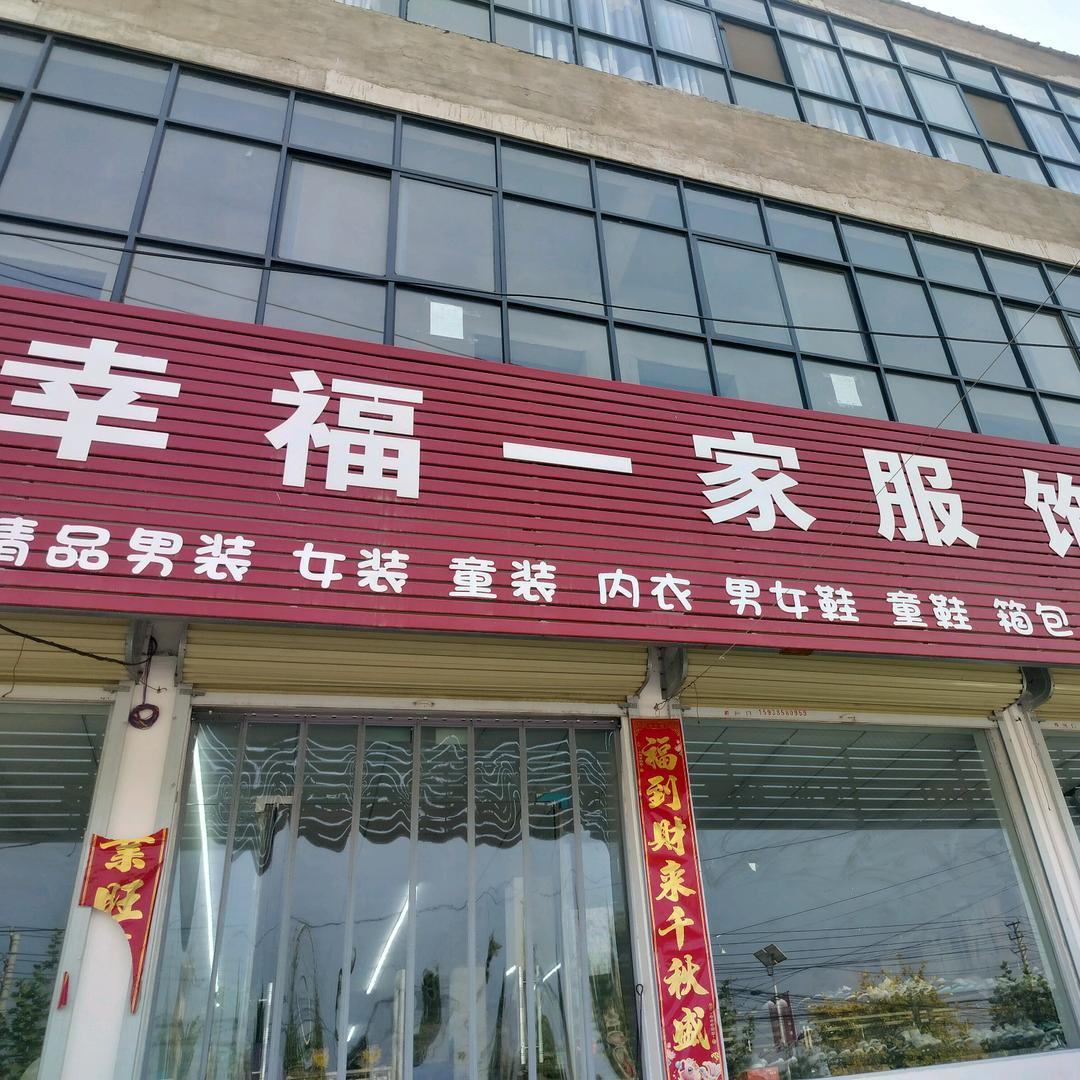 幸福一家服饰
精品男装 女装 童装 内衣 男女鞋 童鞋 箱包
福到财来千秋盛
业旺